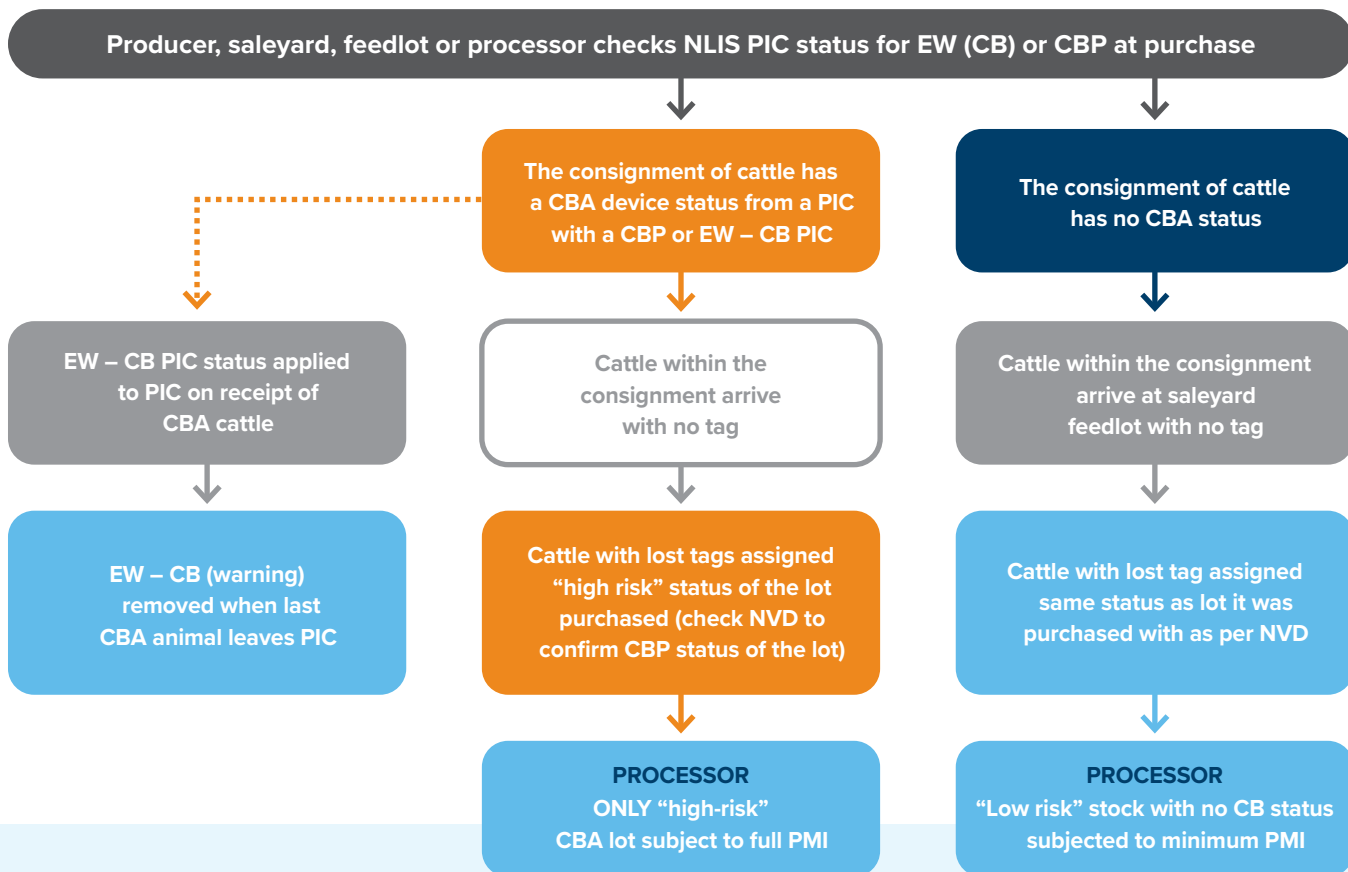 Producer, saleyard, feedlot or processor checks NLIS PIC status for EW (CB) or CBP at purchase
The consignment of cattle has
a CBA device status from a PIC
with a CBP or EW – CB PIC
The consignment of cattle
has no CBA status
EW – CB PIC status applied
to PIC on receipt of
CBA cattle
Cattle within the
consignment arrive
with no tag
Cattle within the consignment
arrive at saleyard
feedlot with no tag
EW – CB (warning)
removed when last
CBA animal leaves PIC
Cattle with lost tags assigned
“high risk” status of the lot
purchased (check NVD to
confirm CBP status of the lot)
Cattle with lost tag assigned
same status as lot it was
purchased with as per NVD
PROCESSOR
ONLY “high-risk”
CBA lot subject to full PMI
PROCESSOR
“Low risk” stock with no CB status
subjected to minimum PMI